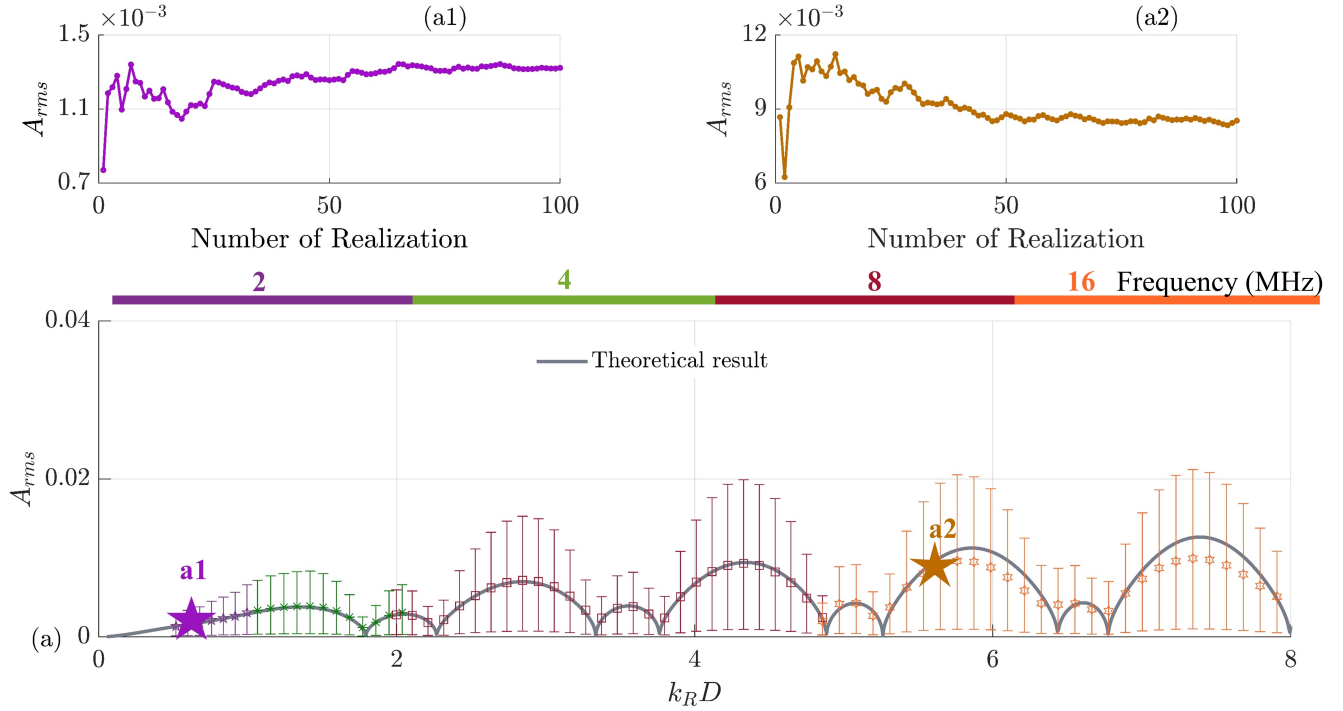 ×10⁻³ (a1)
1.5
1.1
0.7
A_rms
0 50 100
Number of Realization
×10⁻³ (a2)
12
9
6
A_rms
0 50 100
Number of Realization
2 4 8 16 Frequency (MHz)
0.04
Theoretical result
0.02
A_rms
a1
a2
(a) 0
0 2 4 6 8
k_R D